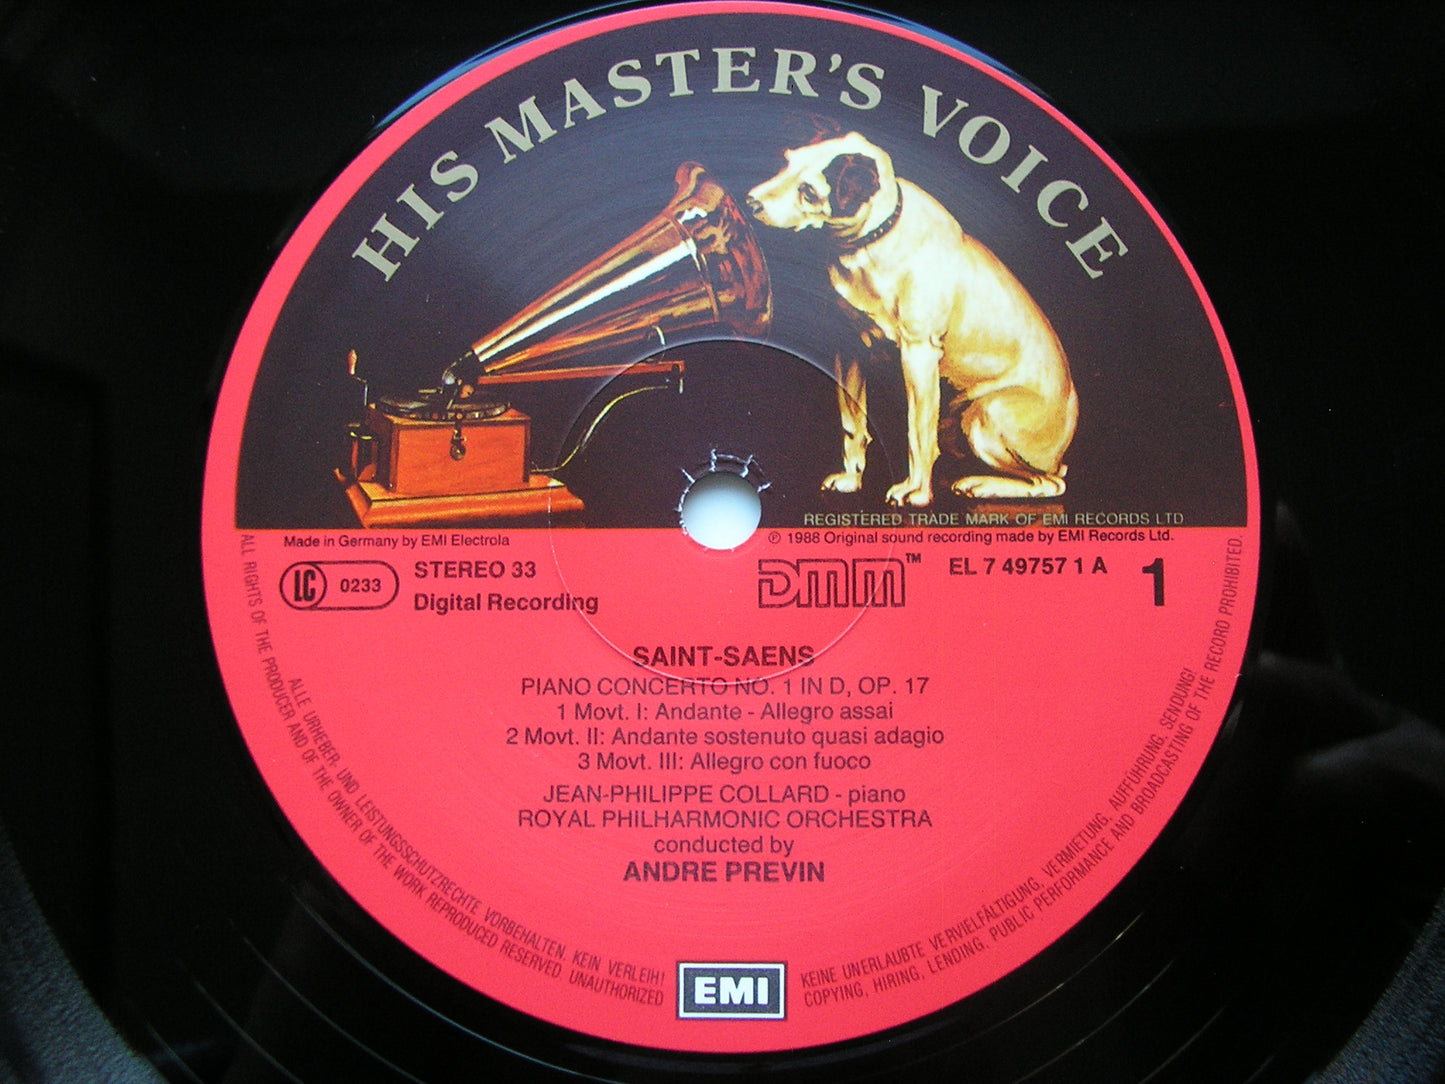 HIS MASTER'S VOICE
REGISTERED TRADE MARK OF EMI RECORDS LTD
Made in Germany by EMI Electrola
℗ 1988 Original sound recording made by EMI Records Ltd.
LC 0233
STEREO 33
Digital Recording
DMM™
EL 7 49757 1 A
1
SAINT-SAENS
PIANO CONCERTO NO. 1 IN D, OP. 17
1 Movt. I: Andante - Allegro assai
2 Movt. II: Andante sostenuto quasi adagio
3 Movt. III: Allegro con fuoco
JEAN-PHILIPPE COLLARD - piano
ROYAL PHILHARMONIC ORCHESTRA
conducted by
ANDRE PREVIN
ALLE URHEBER- UND LEISTUNGSSCHUTZRECHTE VORBEHALTEN. KEIN VERLEIH! KEINE UNERLAUBTE VERVIELFÄLTIGUNG, VERMIETUNG, AUFFÜHRUNG, SENDUNG!
ALL RIGHTS OF THE PRODUCER AND OF THE OWNER OF THE WORK REPRODUCED RESERVED. UNAUTHORIZED COPYING, HIRING, LENDING, PUBLIC PERFORMANCE AND BROADCASTING OF THE RECORD PROHIBITED.
EMI